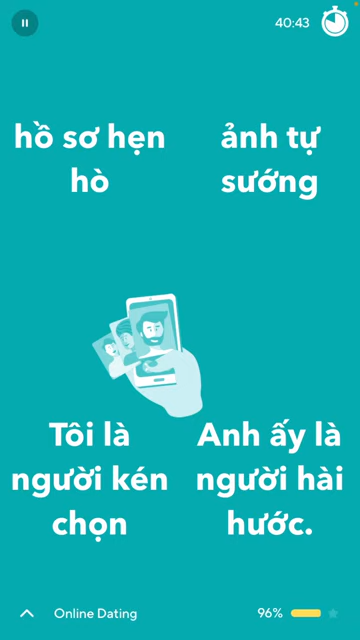 40:43
hồ sơ hẹn
hò
ảnh tự
sướng
Tôi là
người kén
chọn
Anh ấy là
người hài
hước.
Online Dating
96%